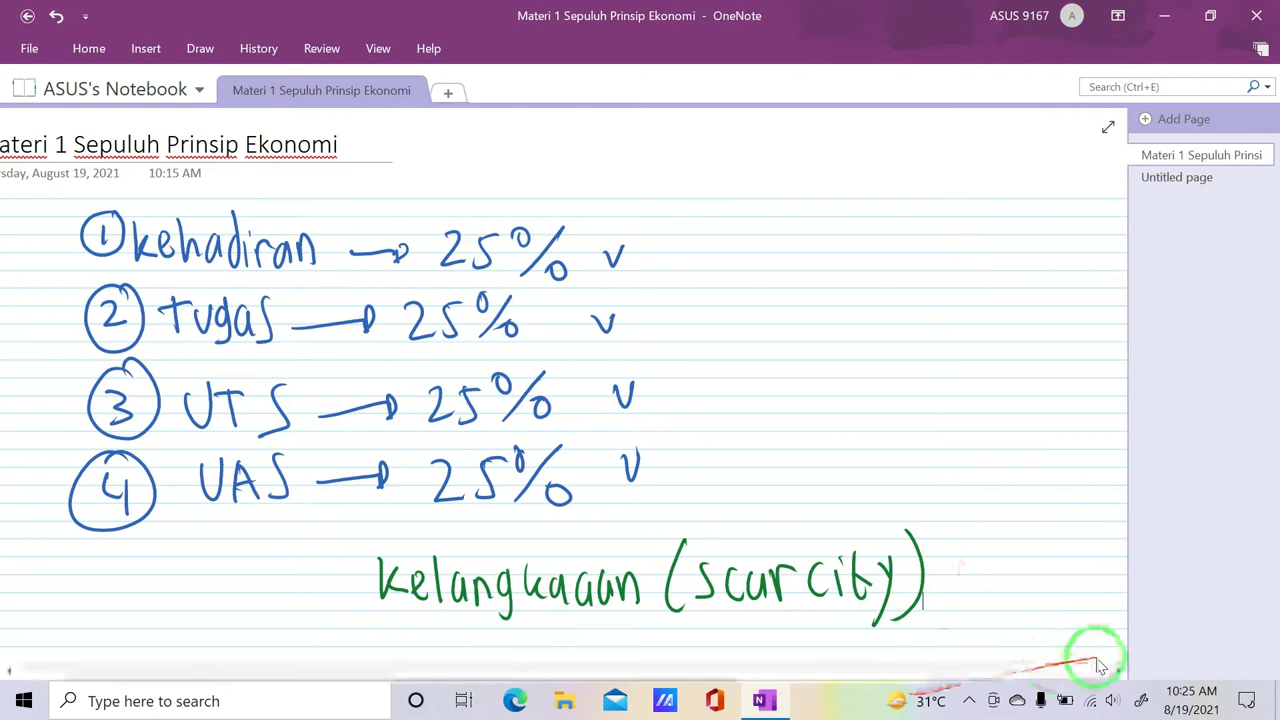 Materi 1 Sepuluh Prinsip Ekonomi - OneNote
ASUS 9167 A
File Home Insert Draw History Review View Help
ASUS's Notebook
Materi 1 Sepuluh Prinsip Ekonomi
Search (Ctrl+E)
Add Page
Materi 1 Sepuluh Prinsi
Untitled page
ateri 1 Sepuluh Prinsip Ekonomi
sday, August 19, 2021 10:15 AM
1 kehadiran → 25% v
2 Tugas → 25% v
3 UTS → 25% v
4 UAS → 25% v
Kelangkaaan (scarcity)
Type here to search
31°C
10:25 AM
8/19/2021